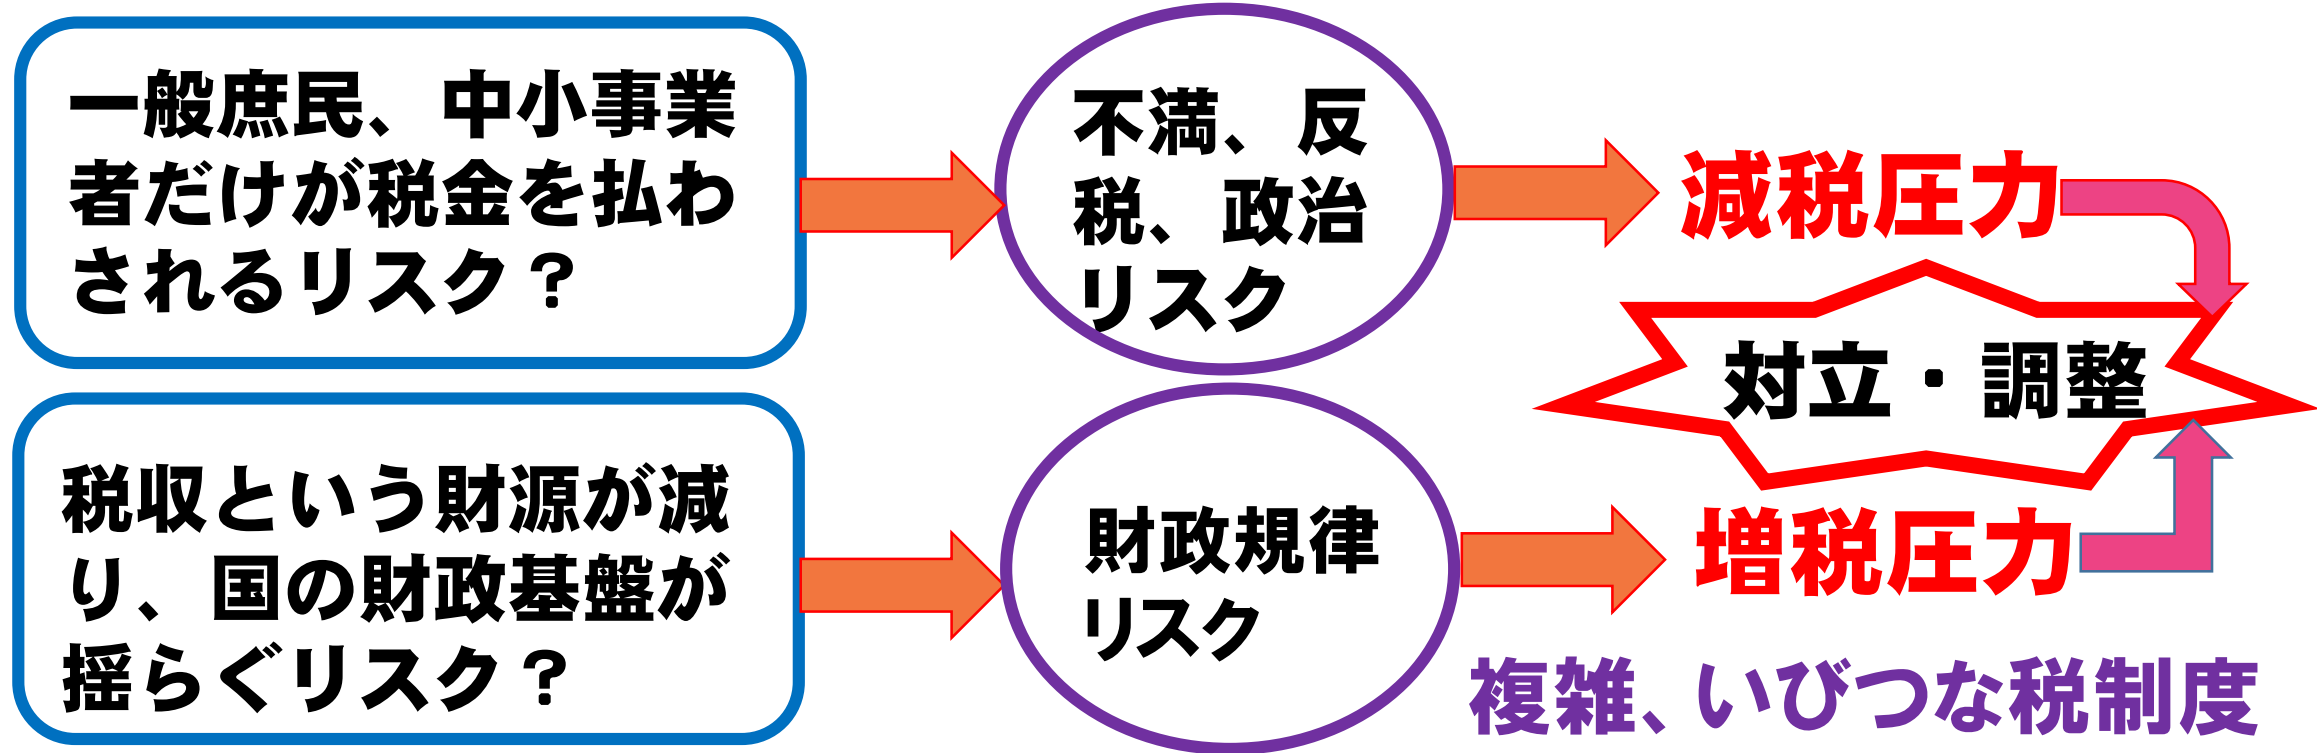 一般庶民、中小事業
者だけが税金を払わ
されるリスク？
不満、反
税、政治
リスク
減税圧力
対立・調整
税収という財源が減
り、国の財政基盤が
揺らぐリスク？
財政規律
リスク
増税圧力
複雑、いびつな税制度